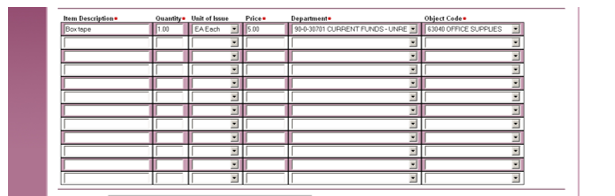 Item Description• Quantity• Unit of Issue Price• Department• Object Code•
Box tape 1.00 EA Each 5.00 90-0-30701 CURRENT FUNDS - UNRE 63040 OFFICE SUPPLIES